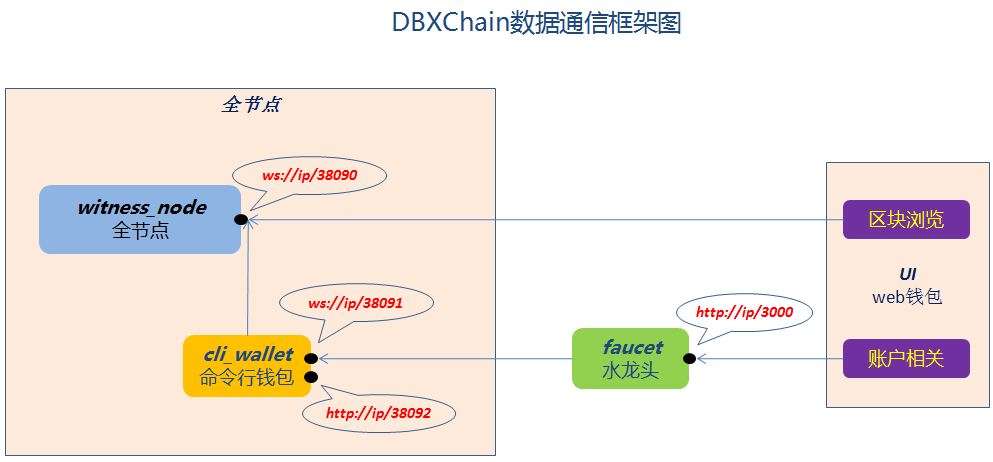 DBXChain数据通信框架图
全节点
ws://ip/38090
witness_node
全节点
区块浏览
UI
web钱包
ws://ip/38091
http://ip/3000
cli_wallet
命令行钱包
faucet
水龙头
账户相关
http://ip/38092